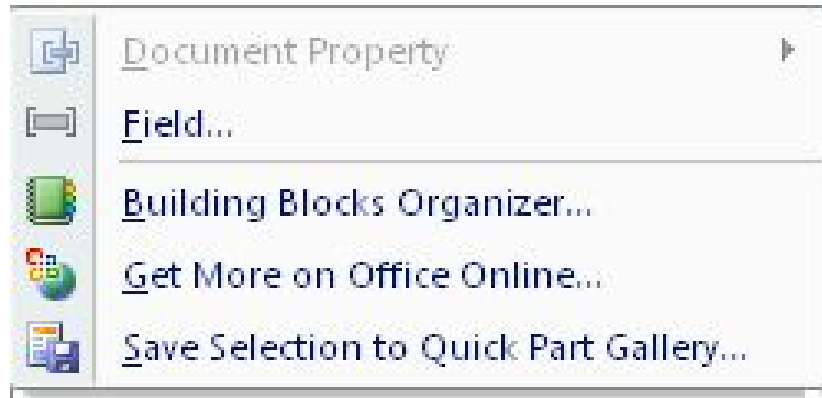 Document Property
Field...
Building Blocks Organizer...
Get More on Office Online...
Save Selection to Quick Part Gallery...